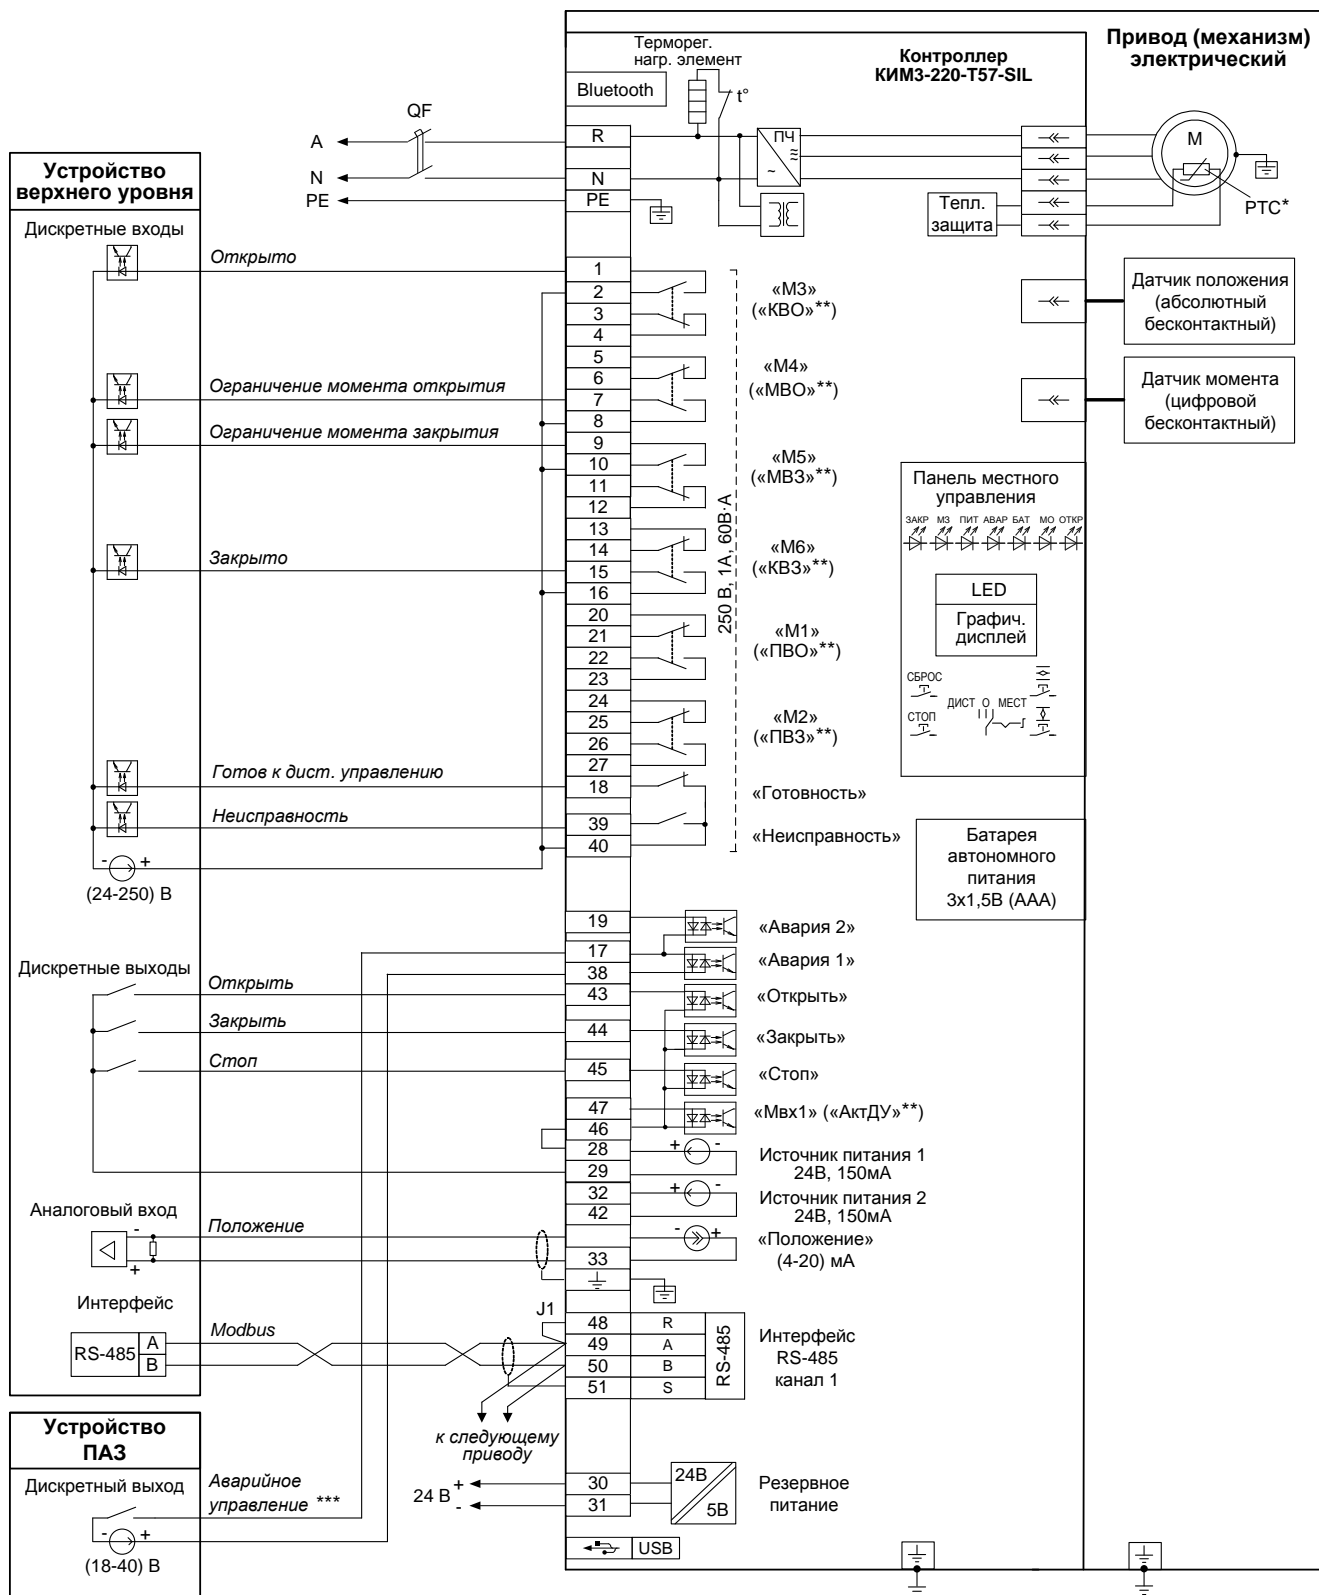 Привод (механизм)
электрический
Контроллер
КИМ3-220-Т57-SIL
Терморег.
нагр. элемент
Bluetooth
t°
QF
A
N
PE
R
N
PE
ПЧ
≈
~
M
PTC*
Тепл.
защита
Устройство
верхнего уровня
Дискретные входы
Открыто
Ограничение момента открытия
Ограничение момента закрытия
Закрыто
Готов к дист. управлению
Неисправность
- +
(24-250) В
1
2
3
4
5
6
7
8
9
10
11
12
13
14
15
16
20
21
22
23
24
25
26
27
18
39
40
«М3»
(«КВО»**)
«М4»
(«МВО»**)
«М5»
(«МВЗ»**)
«М6»
(«КВЗ»**)
«М1»
(«ПВО»**)
«М2»
(«ПВЗ»**)
«Готовность»
«Неисправность»
250 В, 1А, 60В·А
Датчик положения
(абсолютный
бесконтактный)
Датчик момента
(цифровой
бесконтактный)
Панель местного
управления
ЗАКР МЗ ПИТ АВАР БАТ МО ОТКР
LED
Графич.
дисплей
СБРОС
ДИСТ О МЕСТ
СТОП
Батарея
автономного
питания
3х1,5В (ААА)
Дискретные выходы
Открыть
Закрыть
Стоп
19
17
38
43
44
45
47
46
28
29
32
42
33
«Авария 2»
«Авария 1»
«Открыть»
«Закрыть»
«Стоп»
«Мвх1» («АктДУ»**)
+ -
Источник питания 1
24В, 150мА
+ -
Источник питания 2
24В, 150мА
- +
«Положение»
(4-20) мА
Аналоговый вход
-
+
Положение
Интерфейс
RS-485
A
B
Modbus
J1
48 R
49 A
50 B
51 S
RS-485
Интерфейс
RS-485
канал 1
к следующему
приводу
Устройство
ПАЗ
Дискретный выход
Аварийное
управление ***
- +
(18-40) В
24 В
+
-
30
31
24В
5В
Резервное
питание
USB